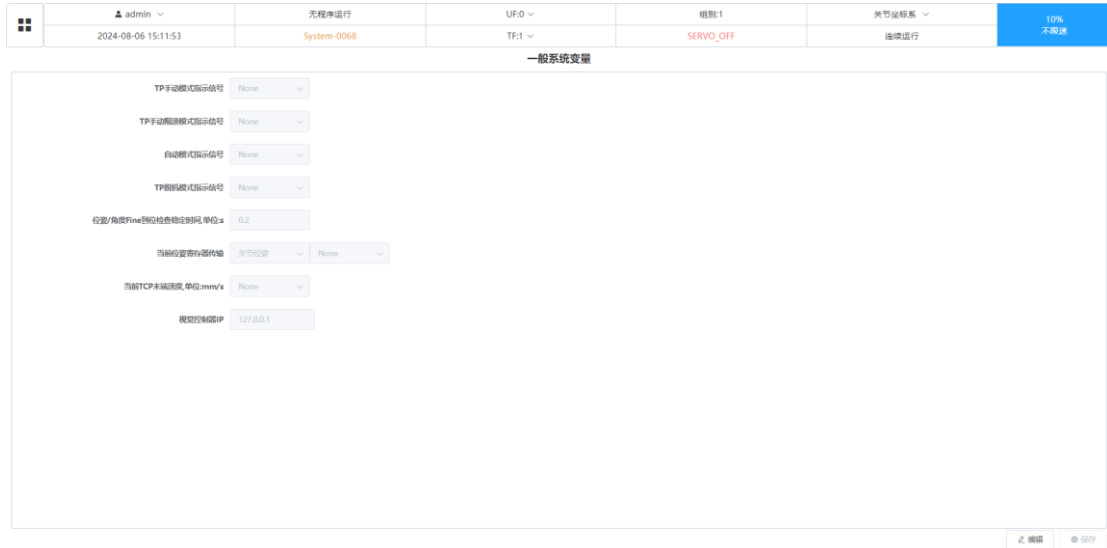 admin 无程序运行 UF:0 组别:1 关节坐标系 10%
2024-08-06 15:11:53 System-0068 TF:1 SERVO_OFF 连续运行 不限速
一般系统变量
TP手动模式指示信号 None
TP手动限速模式指示信号 None
自动模式指示信号 None
TP脱机模式指示信号 None
位姿/角度Fine到位检查稳定时间,单位:s 0.2
当前位姿寄存器传输 关节位姿 None
当前TCP末端速度,单位:mm/s None
视觉控制器IP 127.0.0.1
编辑 保存